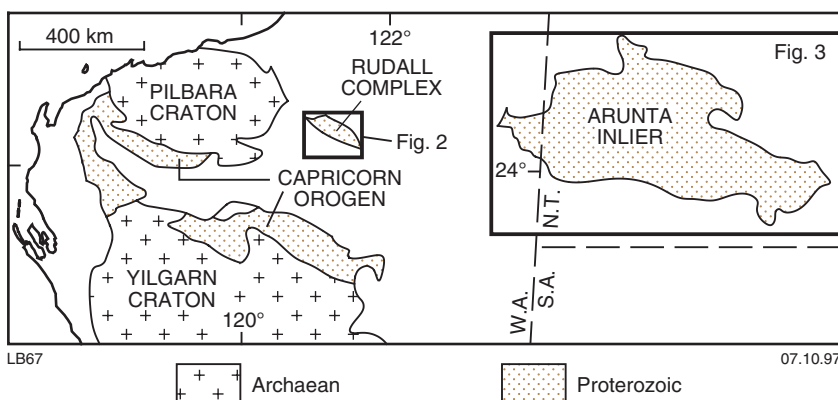 400 km
122°
Fig. 3
RUDALL
COMPLEX
PILBARA
CRATON
Fig. 2
ARUNTA
INLIER
24°
CAPRICORN
OROGEN
N.T.
YILGARN
CRATON
120°
W.A.
S.A.
LB67
07.10.97
Archaean
Proterozoic